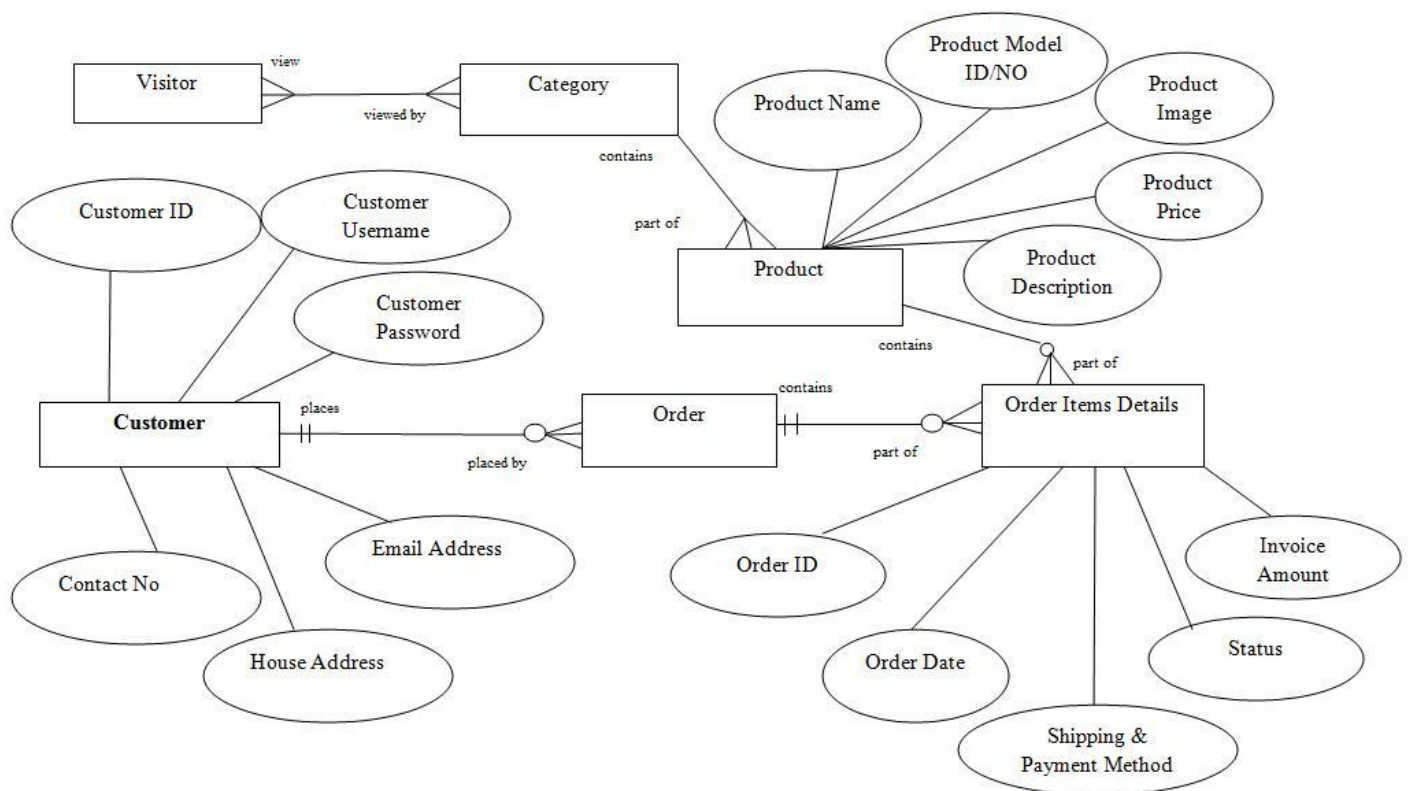 Visitor
view
viewed by
Category
Product Model
ID/NO
Product Name
Product
Image
contains
part of
Product
Price
Customer ID
Customer
Username
Product
Product
Description
Customer
Password
contains
part of
Customer
places
placed by
Order
contains
part of
Order Items Details
Contact No
House Address
Email Address
Order ID
Order Date
Shipping &
Payment Method
Status
Invoice
Amount